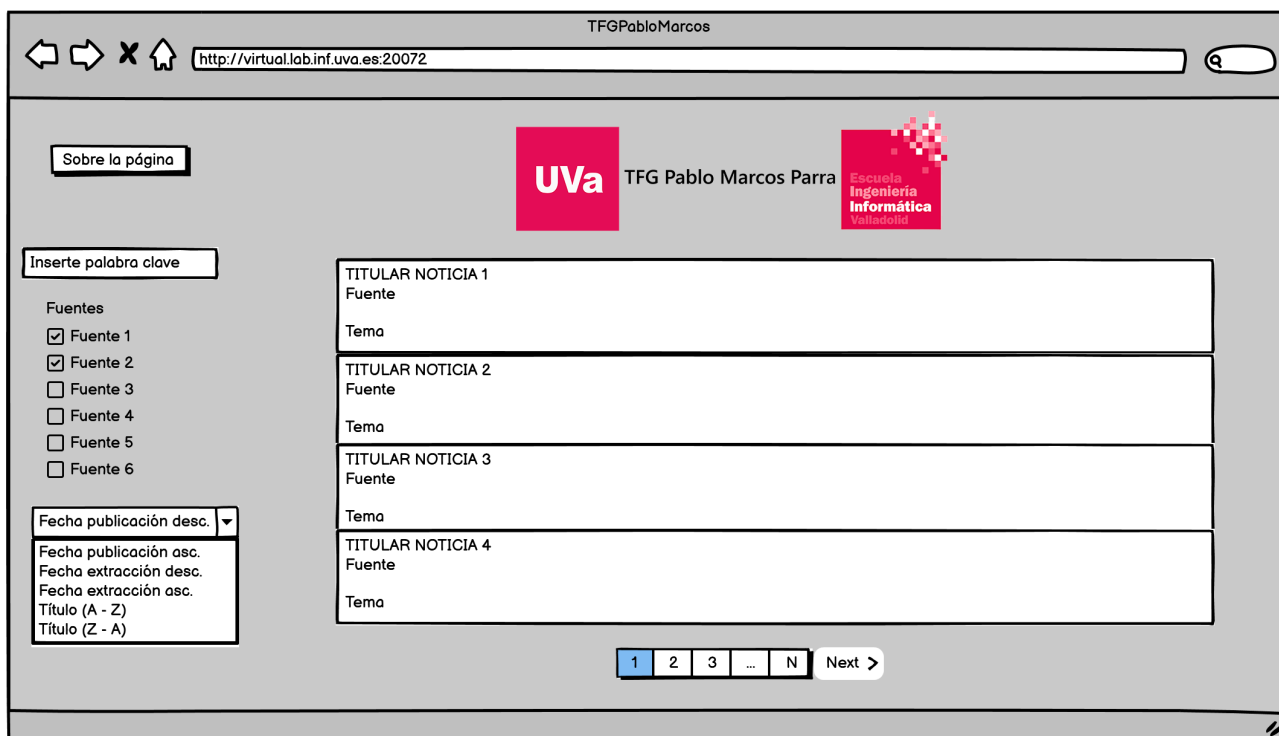 TFGPabloMarcos
http://virtual.lab.inf.uva.es:20072
Sobre la página
UVa
TFG Pablo Marcos Parra
Escuela
Ingeniería
Informática
Valladolid
Inserte palabra clave
Fuentes
Fuente 1
Fuente 2
Fuente 3
Fuente 4
Fuente 5
Fuente 6
Fecha publicación desc.
Fecha publicación asc.
Fecha extracción desc.
Fecha extracción asc.
Título (A - Z)
Título (Z - A)
TITULAR NOTICIA 1
Fuente
Tema
TITULAR NOTICIA 2
Fuente
Tema
TITULAR NOTICIA 3
Fuente
Tema
TITULAR NOTICIA 4
Fuente
Tema
1 2 3 ... N Next